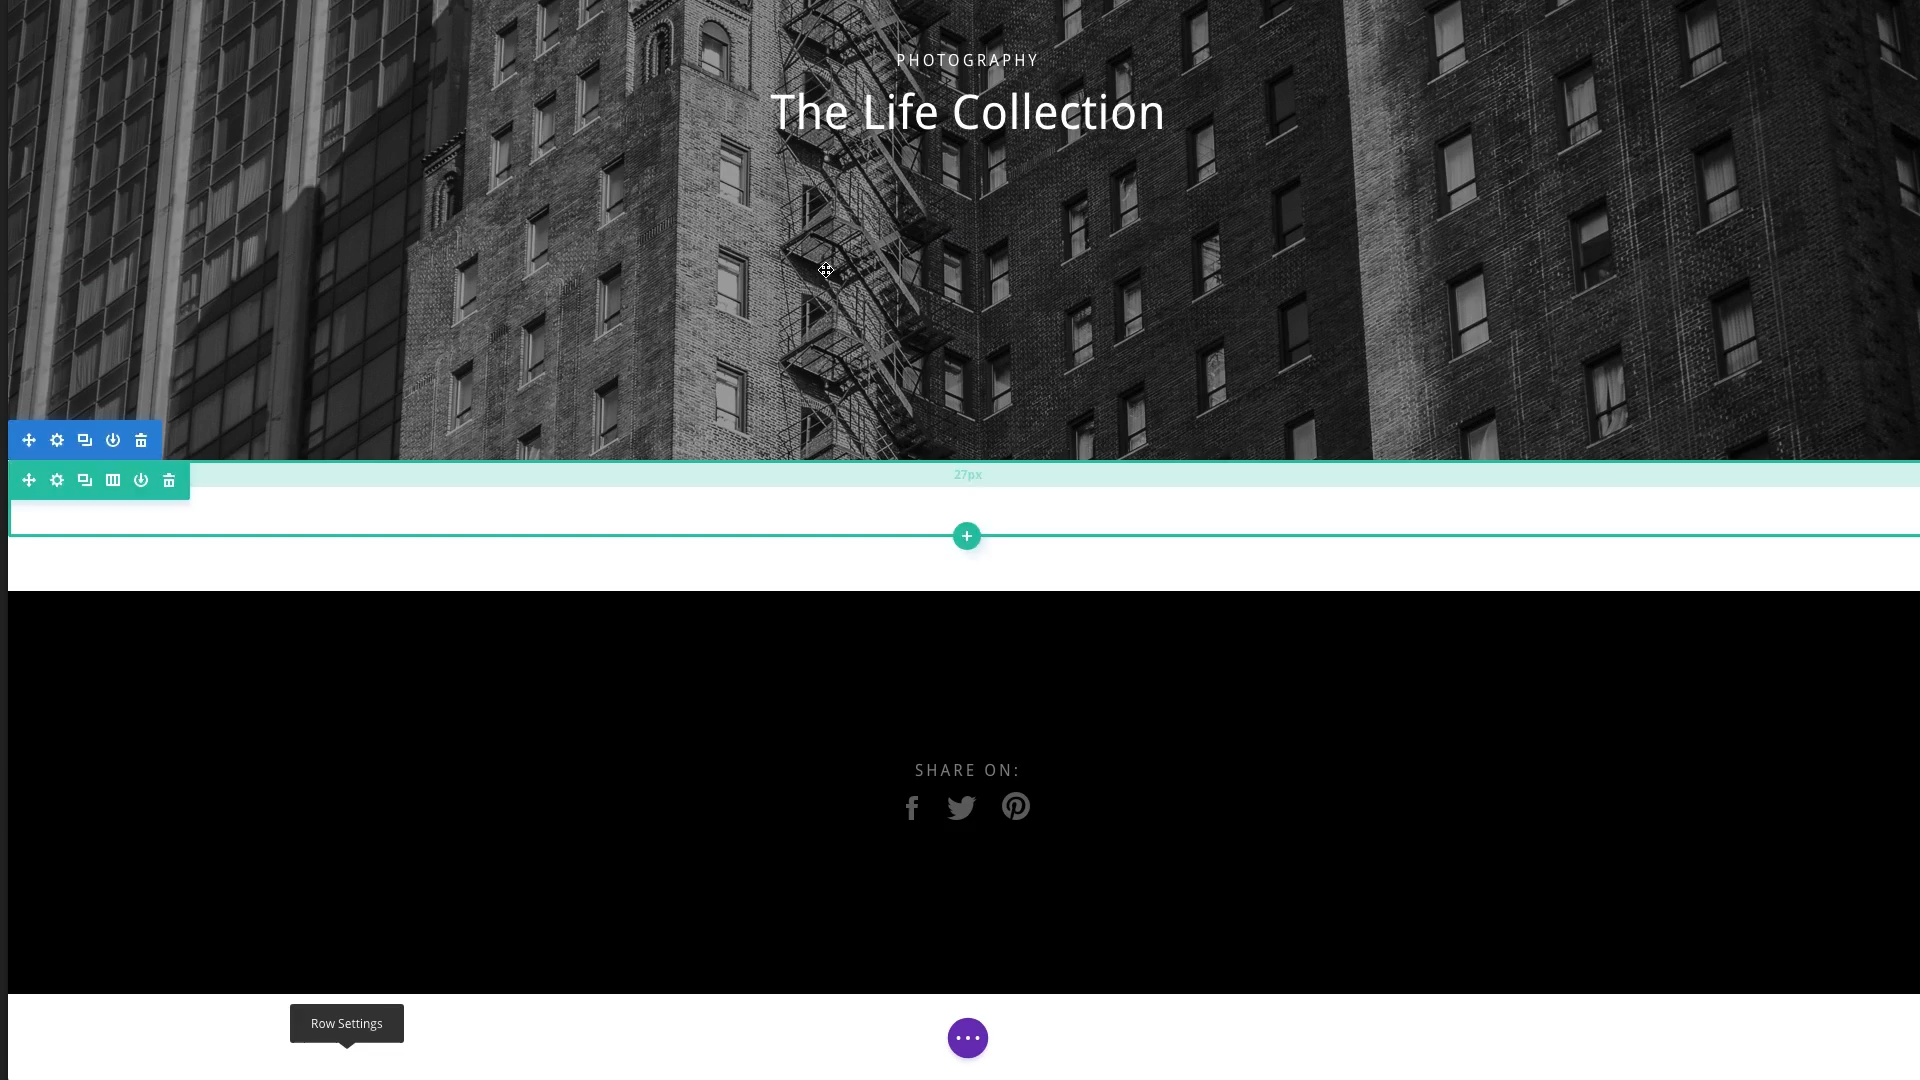 PHOTOGRAPHY
The Life Collection
27px
SHARE ON:
Row Settings